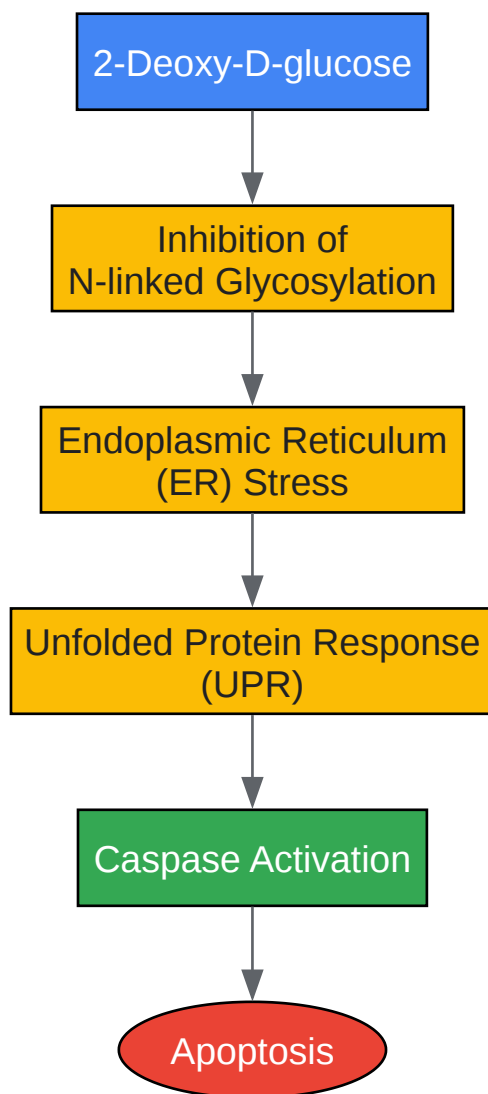 2-Deoxy-D-glucose
Inhibition of
N-linked Glycosylation
Endoplasmic Reticulum
(ER) Stress
Unfolded Protein Response
(UPR)
Caspase Activation
Apoptosis